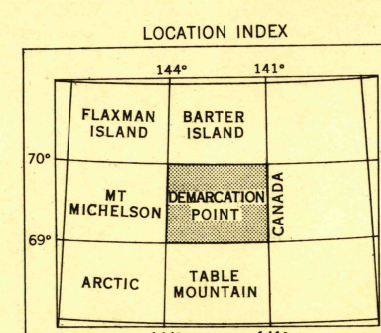 LOCATION INDEX
144° 141°
FLAXMAN
ISLAND
BARTER
ISLAND
70°
MT
MICHELSON
DEMARCATION
POINT
CANADA
69°
ARCTIC
TABLE
MOUNTAIN